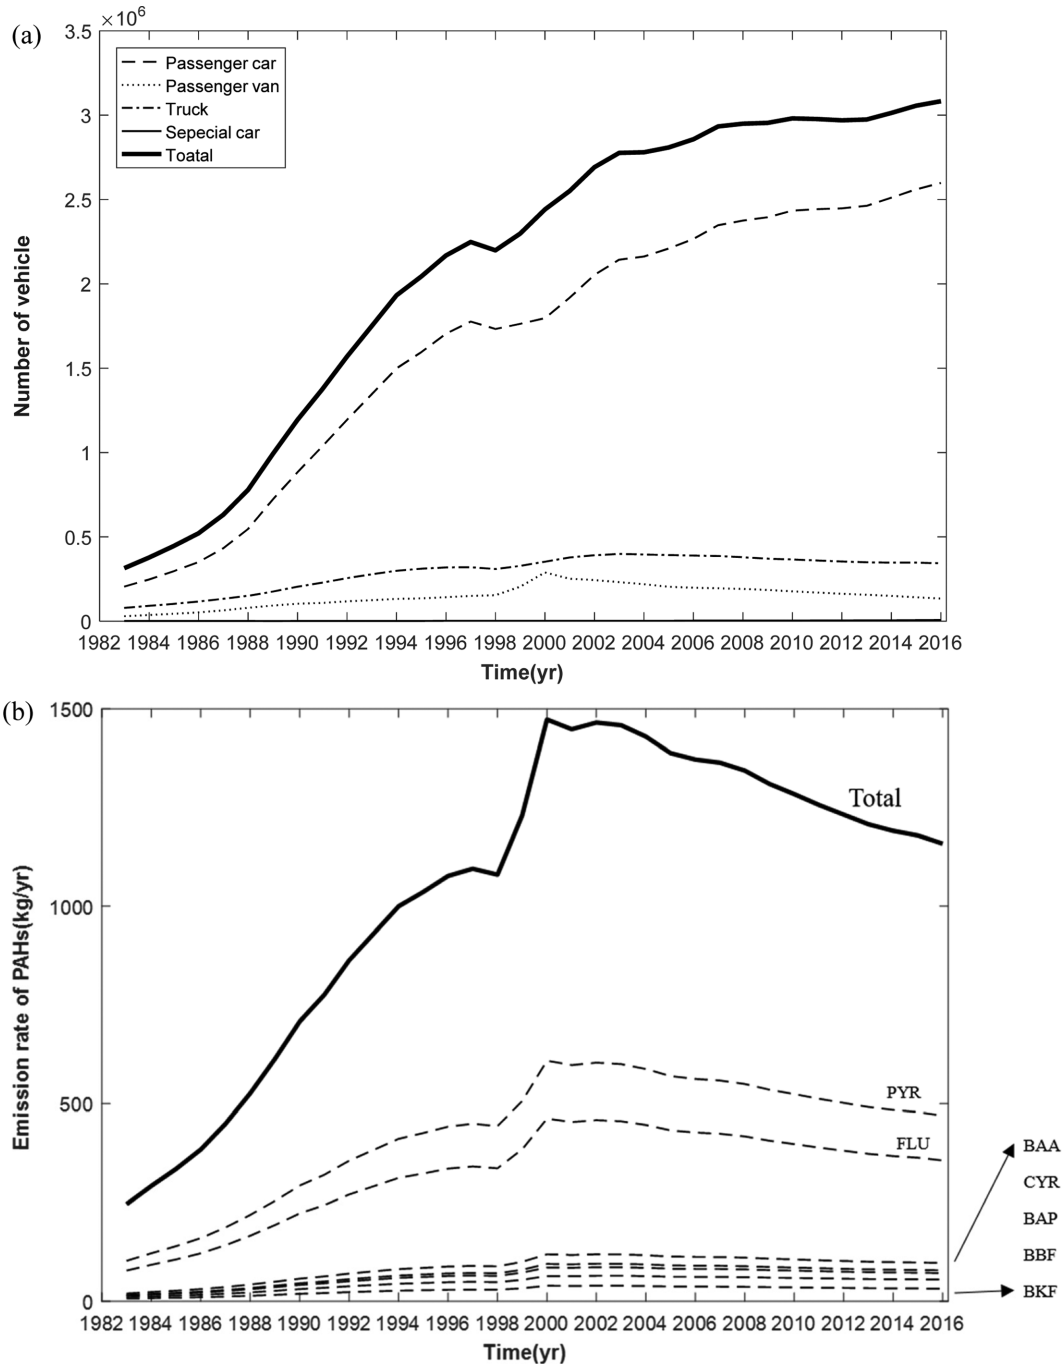 (a)
×10⁶
3.5
3
2.5
2
1.5
1
0.5
0
Number of vehicle
Passenger car
Passenger van
Truck
Sepecial car
Toatal
1982 1984 1986 1988 1990 1992 1994 1996 1998 2000 2002 2004 2006 2008 2010 2012 2014 2016
Time(yr)
(b)
1500
1000
500
0
Emission rate of PAHs(kg/yr)
Total
PYR
FLU
BAA
CYR
BAP
BBF
BKF
1982 1984 1986 1988 1990 1992 1994 1996 1998 2000 2002 2004 2006 2008 2010 2012 2014 2016
Time(yr)